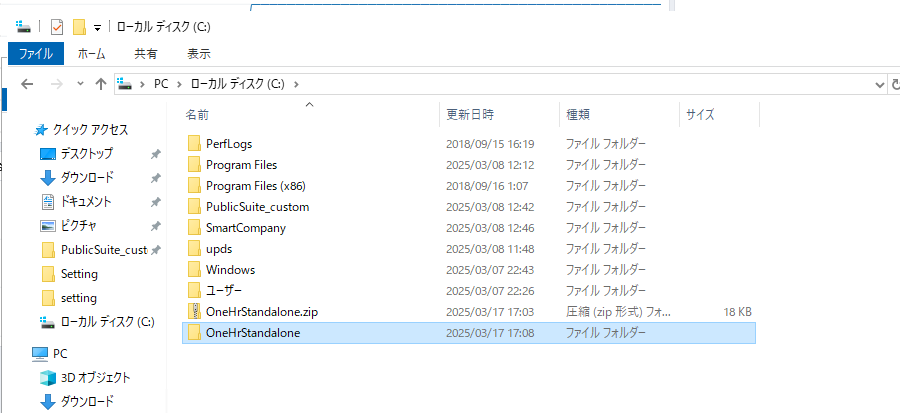 ローカル ディスク (C:)
ファイル ホーム 共有 表示
PC ローカル ディスク (C:)
名前 更新日時 種類 サイズ
クイック アクセス
デスクトップ
ダウンロード
ドキュメント
ピクチャ
PublicSuite_cust
Setting
setting
ローカル ディスク (C:)
PC
3D オブジェクト
ダウンロード
PerfLogs 2018/09/15 16:19 ファイル フォルダー
Program Files 2025/03/08 12:12 ファイル フォルダー
Program Files (x86) 2018/09/16 1:07 ファイル フォルダー
PublicSuite_custom 2025/03/08 12:42 ファイル フォルダー
SmartCompany 2025/03/08 12:46 ファイル フォルダー
upds 2025/03/08 11:48 ファイル フォルダー
Windows 2025/03/07 22:43 ファイル フォルダー
ユーザー 2025/03/07 22:26 ファイル フォルダー
OneHrStandalone.zip 2025/03/17 17:03 圧縮 (zip 形式) フォ... 18 KB
OneHrStandalone 2025/03/17 17:08 ファイル フォルダー